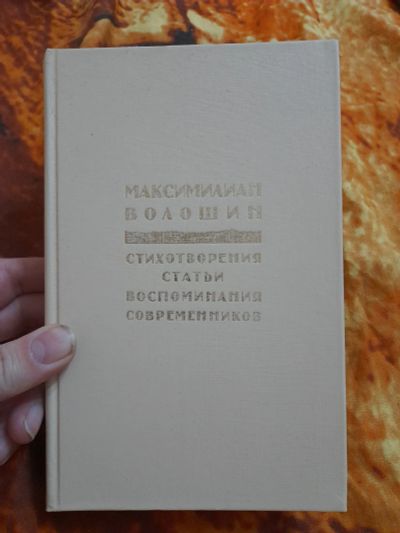 МАКСИМИЛИАН
ВОЛОШИН
СТИХОТВОРЕНИЯ
СТАТЬИ
ВОСПОМИНАНИЯ
СОВРЕМЕННИКОВ